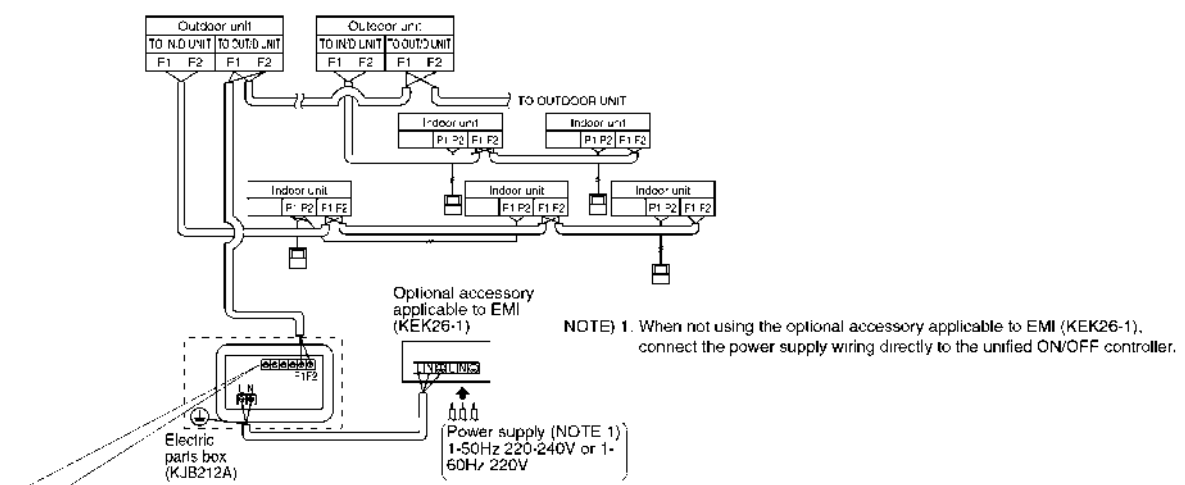 Outdoor unit
Outdoor unit
TO IN/D UNIT TO OUT/D UNIT
TO IN/D UNIT TO OUT/D UNIT
F1 F2 F1 F2
F1 F2 F1 F2
TO OUTDOOR UNIT
Indoor unit
Indoor unit
P1 P2 F1 F2
P1 P2 F1 F2
Indoor unit
Indoor unit
Indoor unit
P1 P2 F1 F2
P1 P2 F1 F2
P1 P2 F1 F2
Optional accessory
applicable to EMI
(KEK26-1)
NOTE) 1. When not using the optional accessory applicable to EMI (KEK26-1),
connect the power supply wiring directly to the unified ON/OFF controller.
F1F2
L N
Electric
parts box
(KJB212A)
Power supply (NOTE 1)
1-50Hz 220-240V or 1-
60Hz 220V